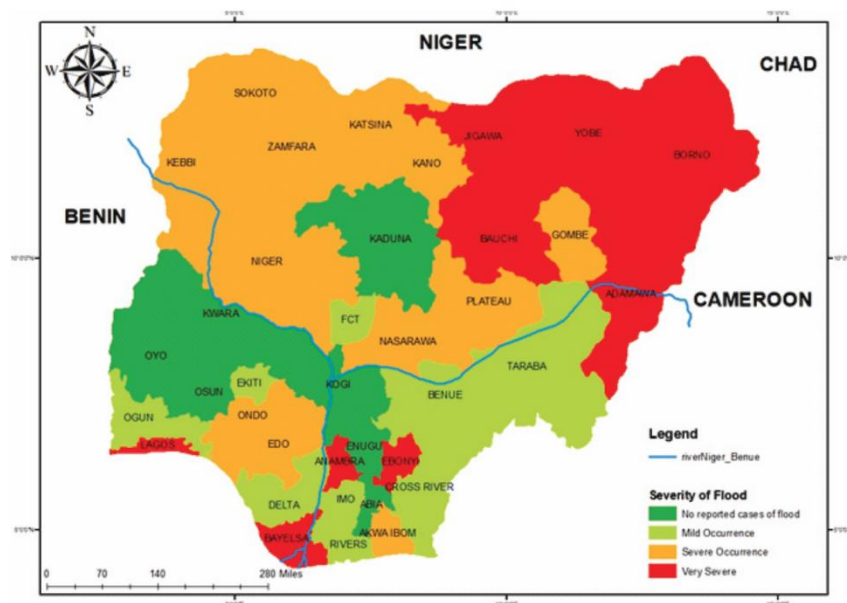 NIGER
CHAD
N
W E
S
SOKOTO
KATSINA
JIGAWA
YOBE
ZAMFARA
BORNO
KEBBI
KANO
BENIN
KADUNA
BAUCHI
GOMBE
NIGER
ADAMAWA
CAMEROON
PLATEAU
KWARA
FCT
NASARAWA
OYO
TARABA
EKITI
KOGI
OSUN
BENUE
OGUN
ONDO
LAGOS
EDO
ENUGU
ANAMBRA
EBONYI
CROSS RIVER
DELTA
IMO
ABIA
AKWA IBOM
BAYELSA
RIVERS
Legend
riverNiger_Benue
Severity of Flood
No reported cases of flood
Mild Occurrence
Severe Occurrence
Very Severe
0 70 140 280 Miles